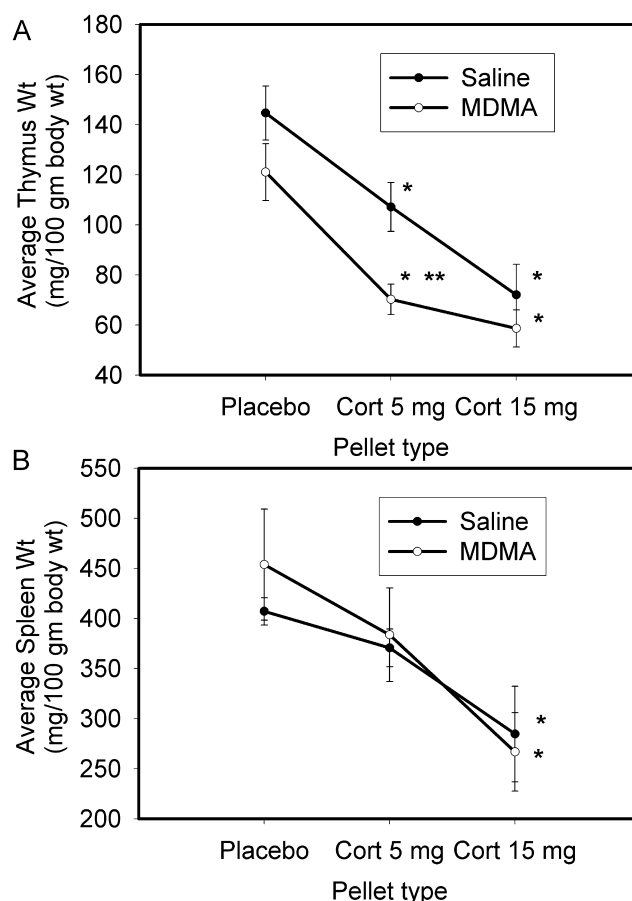 A
Average Thymus Wt
(mg/100 gm body wt)
180
160
140
120
100
80
60
40
Saline
MDMA
*
* **
*
*
Placebo Cort 5 mg Cort 15 mg
Pellet type
B
Average Spleen Wt
(mg/100 gm body wt)
550
500
450
400
350
300
250
200
Saline
MDMA
*
*
Placebo Cort 5 mg Cort 15 mg
Pellet type